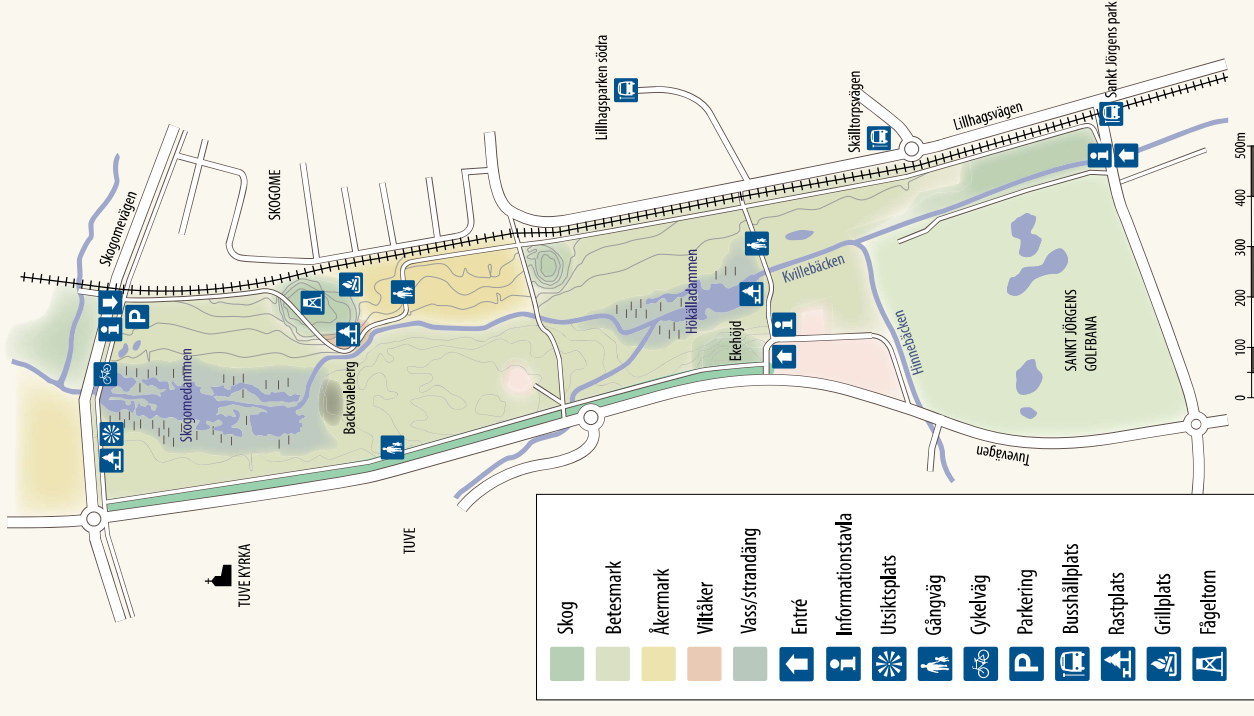 Skogomevägen
SKOGOME
Lillhagsparken södra
Skälltorpsvägen
Lillhagsvägen
Sankt Jörgens park
Skogomedammen
P
Backsvaleberg
Hökälladammen
Ekehöjd
Kvillebäcken
Hinnebäcken
SANKT JÖRGENS
GOLFBANA
Tuvevägen
TUVE KYRKA
TUVE
0 100 200 300 400 500m
Skog
Betesmark
Åkermark
Viltåker
Vass/strandäng
Entré
Informationstavla
Utsiktsplats
Gångväg
Cykelväg
P Parkering
Busshållplats
Rastplats
Grillplats
Fågeltorn